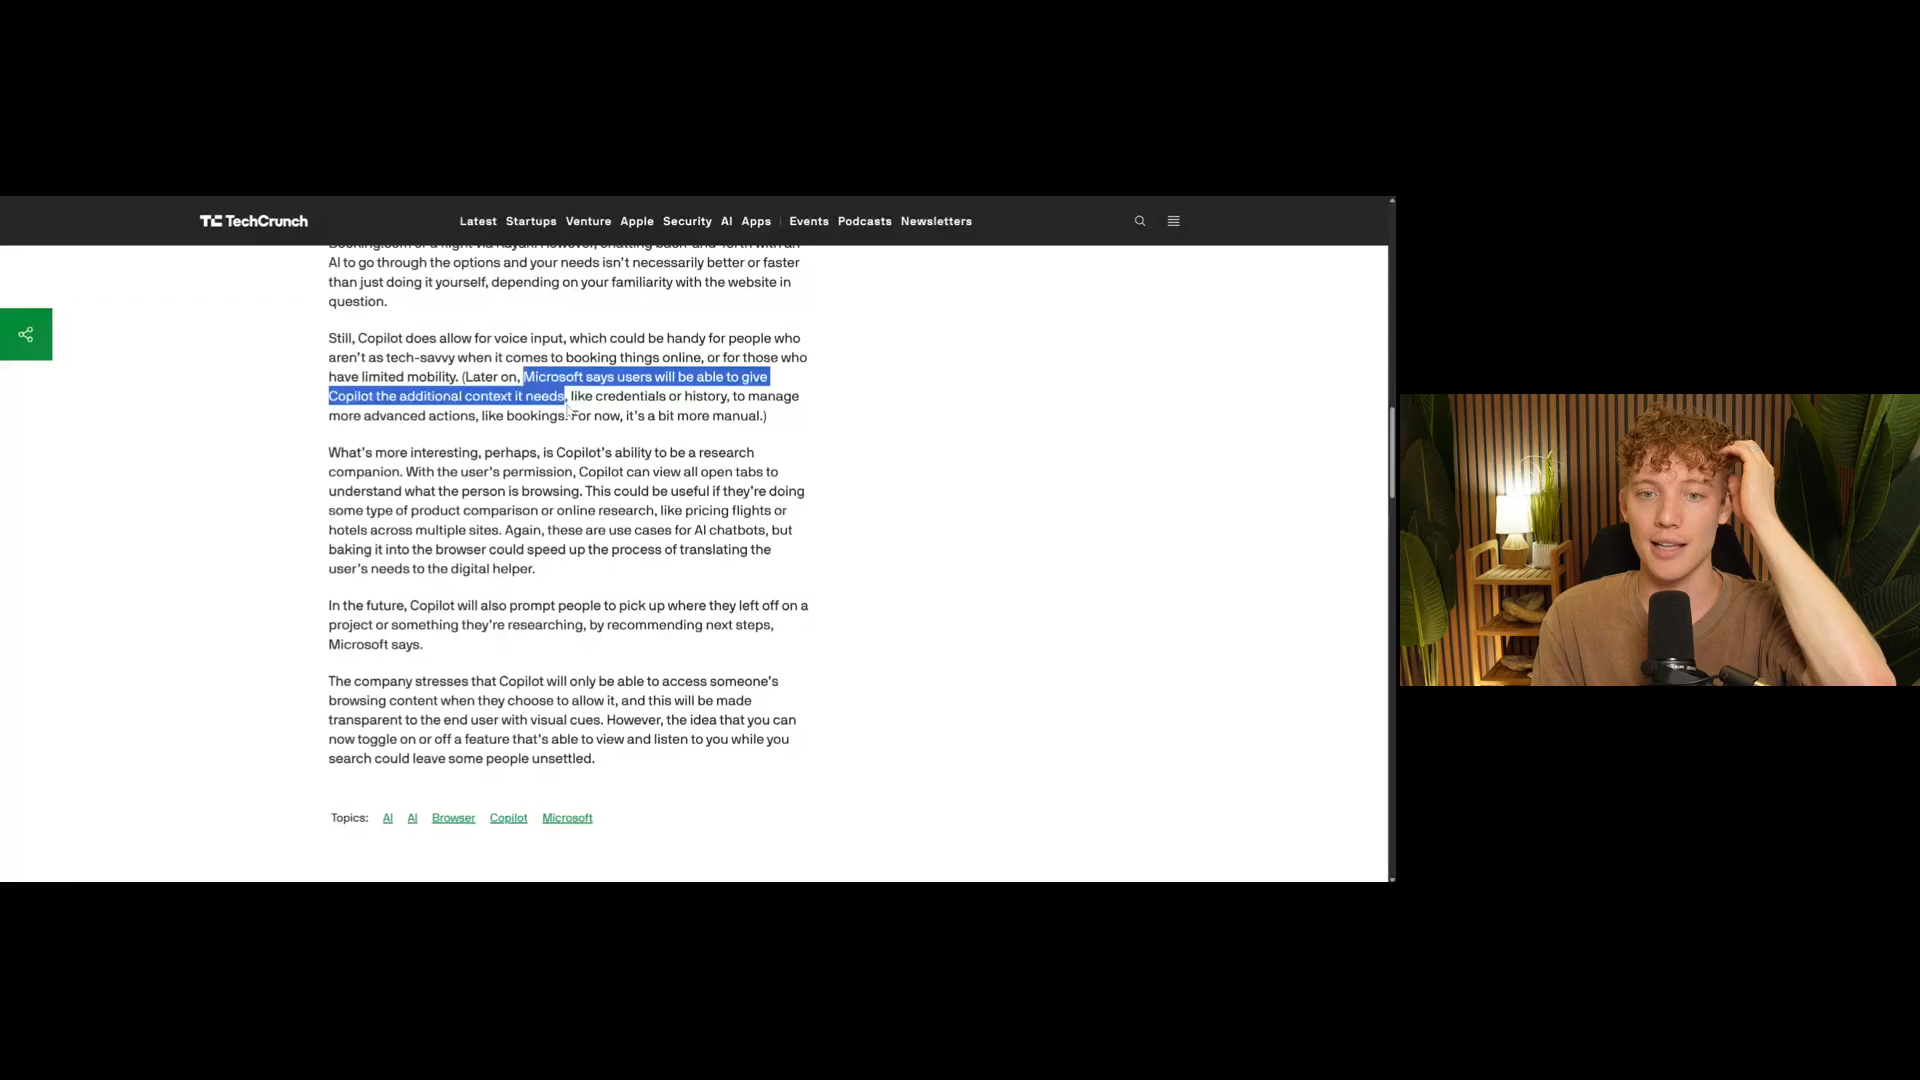 TechCrunch
Latest Startups Venture Apple Security AI Apps Events Podcasts Newsletters
AI to go through the options and your needs isn't necessarily better or faster
than just doing it yourself, depending on your familiarity with the website in
question.
Still, Copilot does allow for voice input, which could be handy for people who
aren't as tech-savvy when it comes to booking things online, or for those who
have limited mobility. (Later on, Microsoft says users will be able to give
Copilot the additional context it needs, like credentials or history, to manage
more advanced actions, like bookings. For now, it's a bit more manual.)
What's more interesting, perhaps, is Copilot's ability to be a research
companion. With the user's permission, Copilot can view all open tabs to
understand what the person is browsing. This could be useful if they're doing
some type of product comparison or online research, like pricing flights or
hotels across multiple sites. Again, these are use cases for AI chatbots, but
baking it into the browser could speed up the process of translating the
user's needs to the digital helper.
In the future, Copilot will also prompt people to pick up where they left off on a
project or something they're researching, by recommending next steps,
Microsoft says.
The company stresses that Copilot will only be able to access someone's
browsing content when they choose to allow it, and this will be made
transparent to the end user with visual cues. However, the idea that you can
now toggle on or off a feature that's able to view and listen to you while you
search could leave some people unsettled.
Topics: AI AI Browser Copilot Microsoft